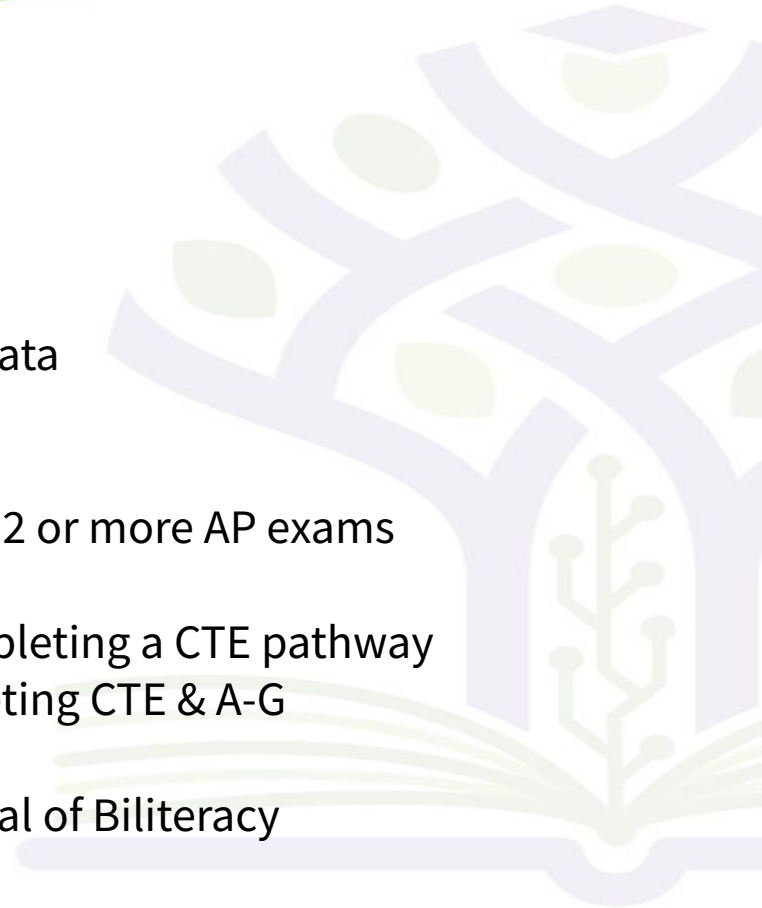 ata
2 or more AP exams
pleting a CTE pathway
ting CTE & A-G
al of Biliteracy